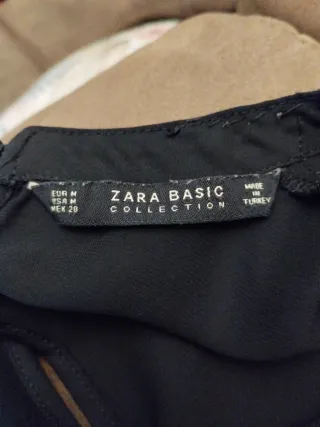 EUR M
USA M
MEX 28
ZARA BASIC
COLLECTION
MADE
IN
TURKEY